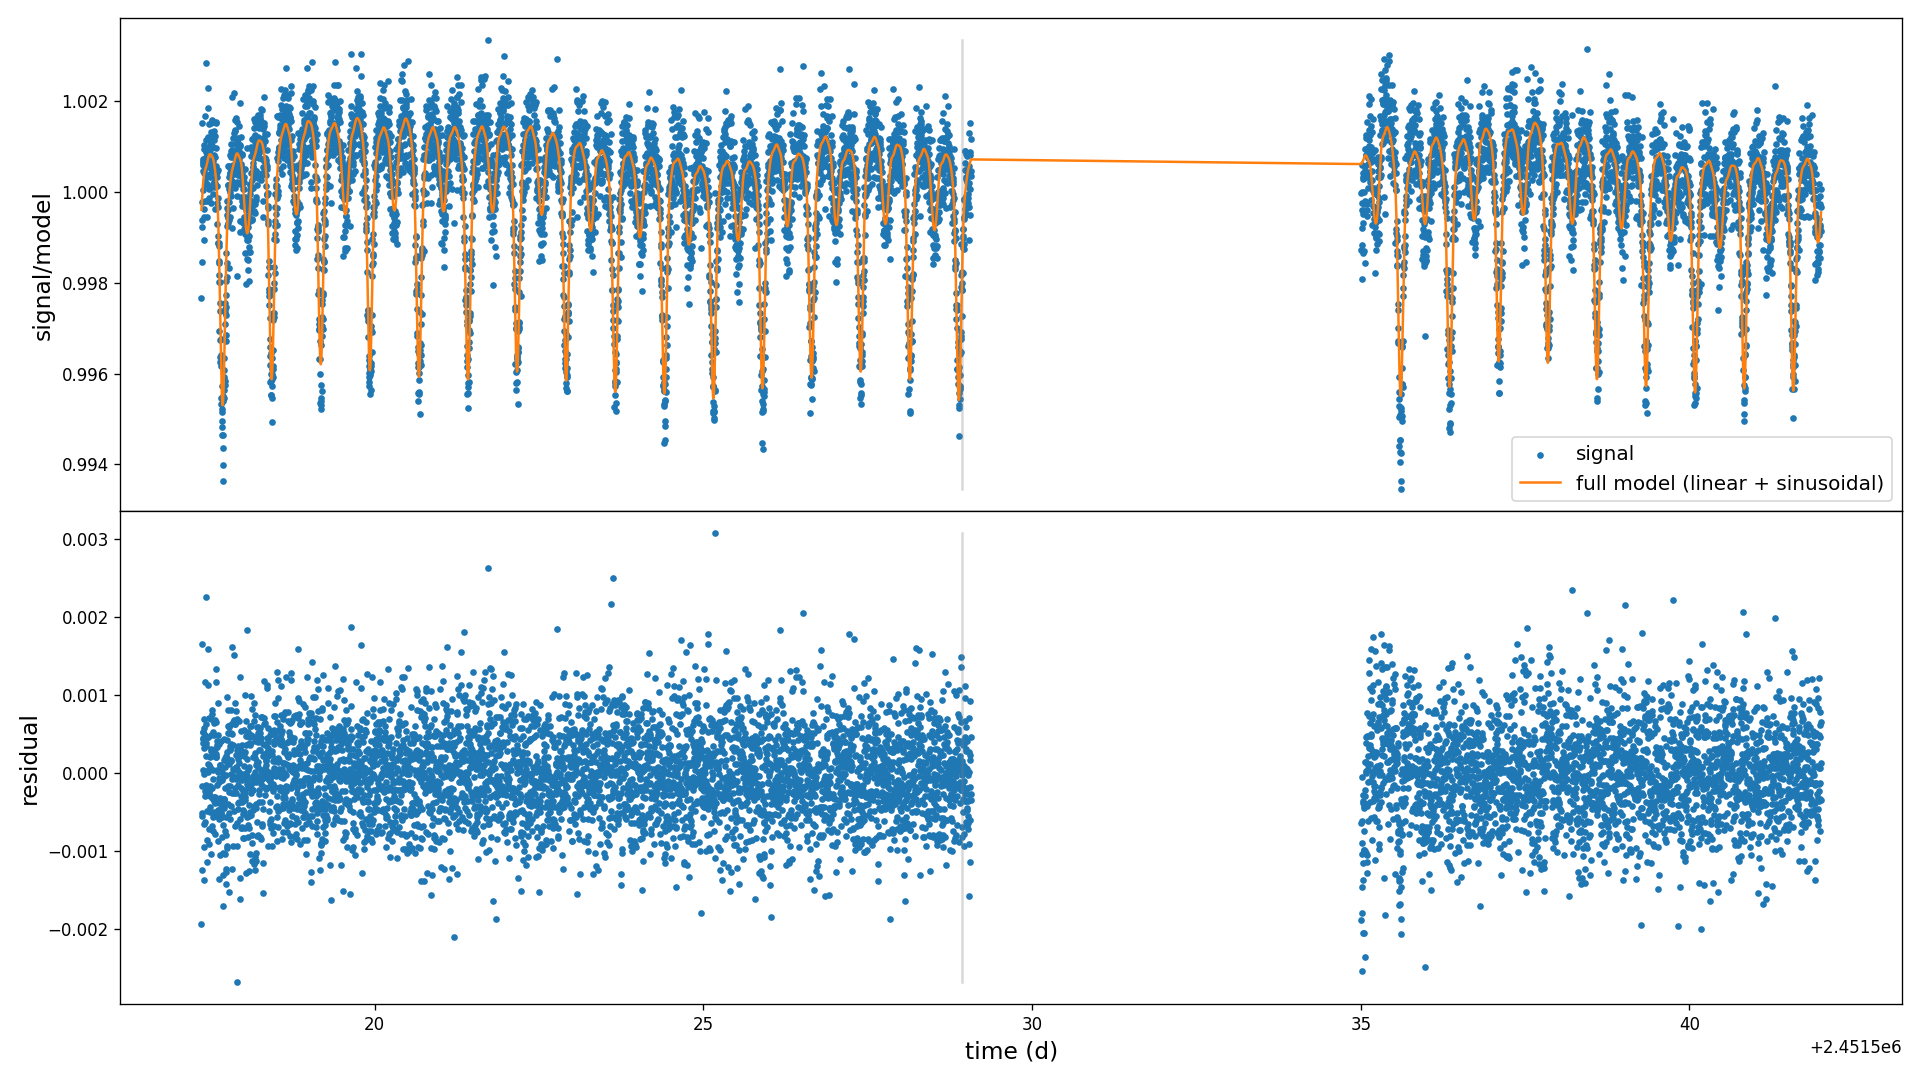 signal/model
1.002
1.000
0.998
0.996
0.994
signal
full model (linear + sinusoidal)
residual
0.003
0.002
0.001
0.000
−0.001
−0.002
20
25
30
35
40
time (d)
+2.4515e6